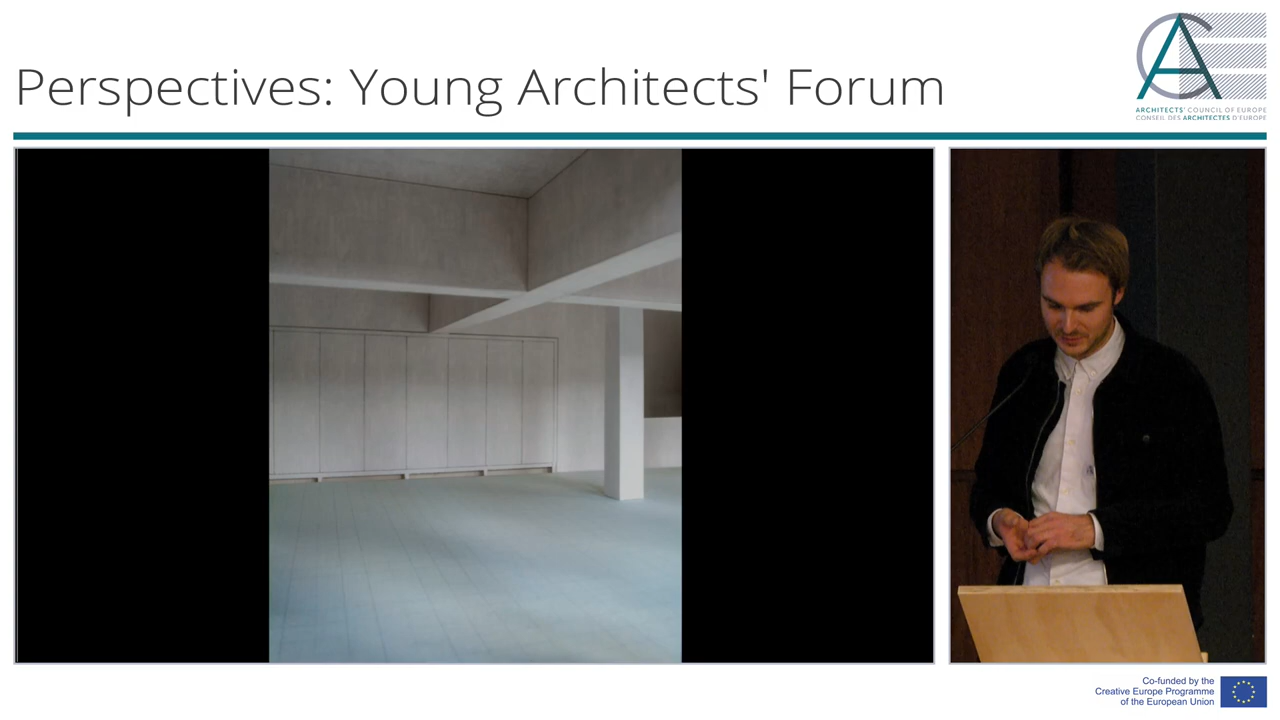 Perspectives: Young Architects' Forum
ARCHITECTS' COUNCIL OF EUROPE
CONSEIL DES ARCHITECTES D'EUROPE
Co-funded by the
Creative Europe Programme
of the European Union